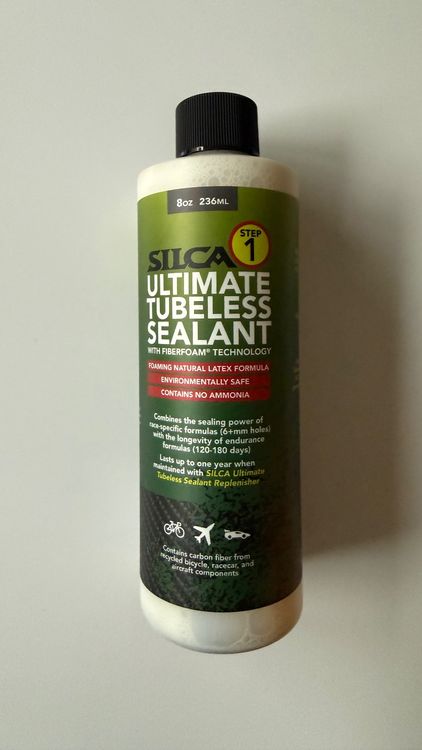 8oz 236ML
STEP
1
SILCA
ULTIMATE
TUBELESS
SEALANT
WITH FIBERFOAM® TECHNOLOGY
FOAMING NATURAL LATEX FORMULA
ENVIRONMENTALLY SAFE
CONTAINS NO AMMONIA
Combines the sealing power of
race-specific formulas (6+mm holes)
with the longevity of endurance
formulas (120-180 days)
Lasts up to one year when
maintained with SILCA Ultimate
Tubeless Sealant Replenisher
Contains carbon fiber from
recycled bicycle, racecar, and
aircraft components